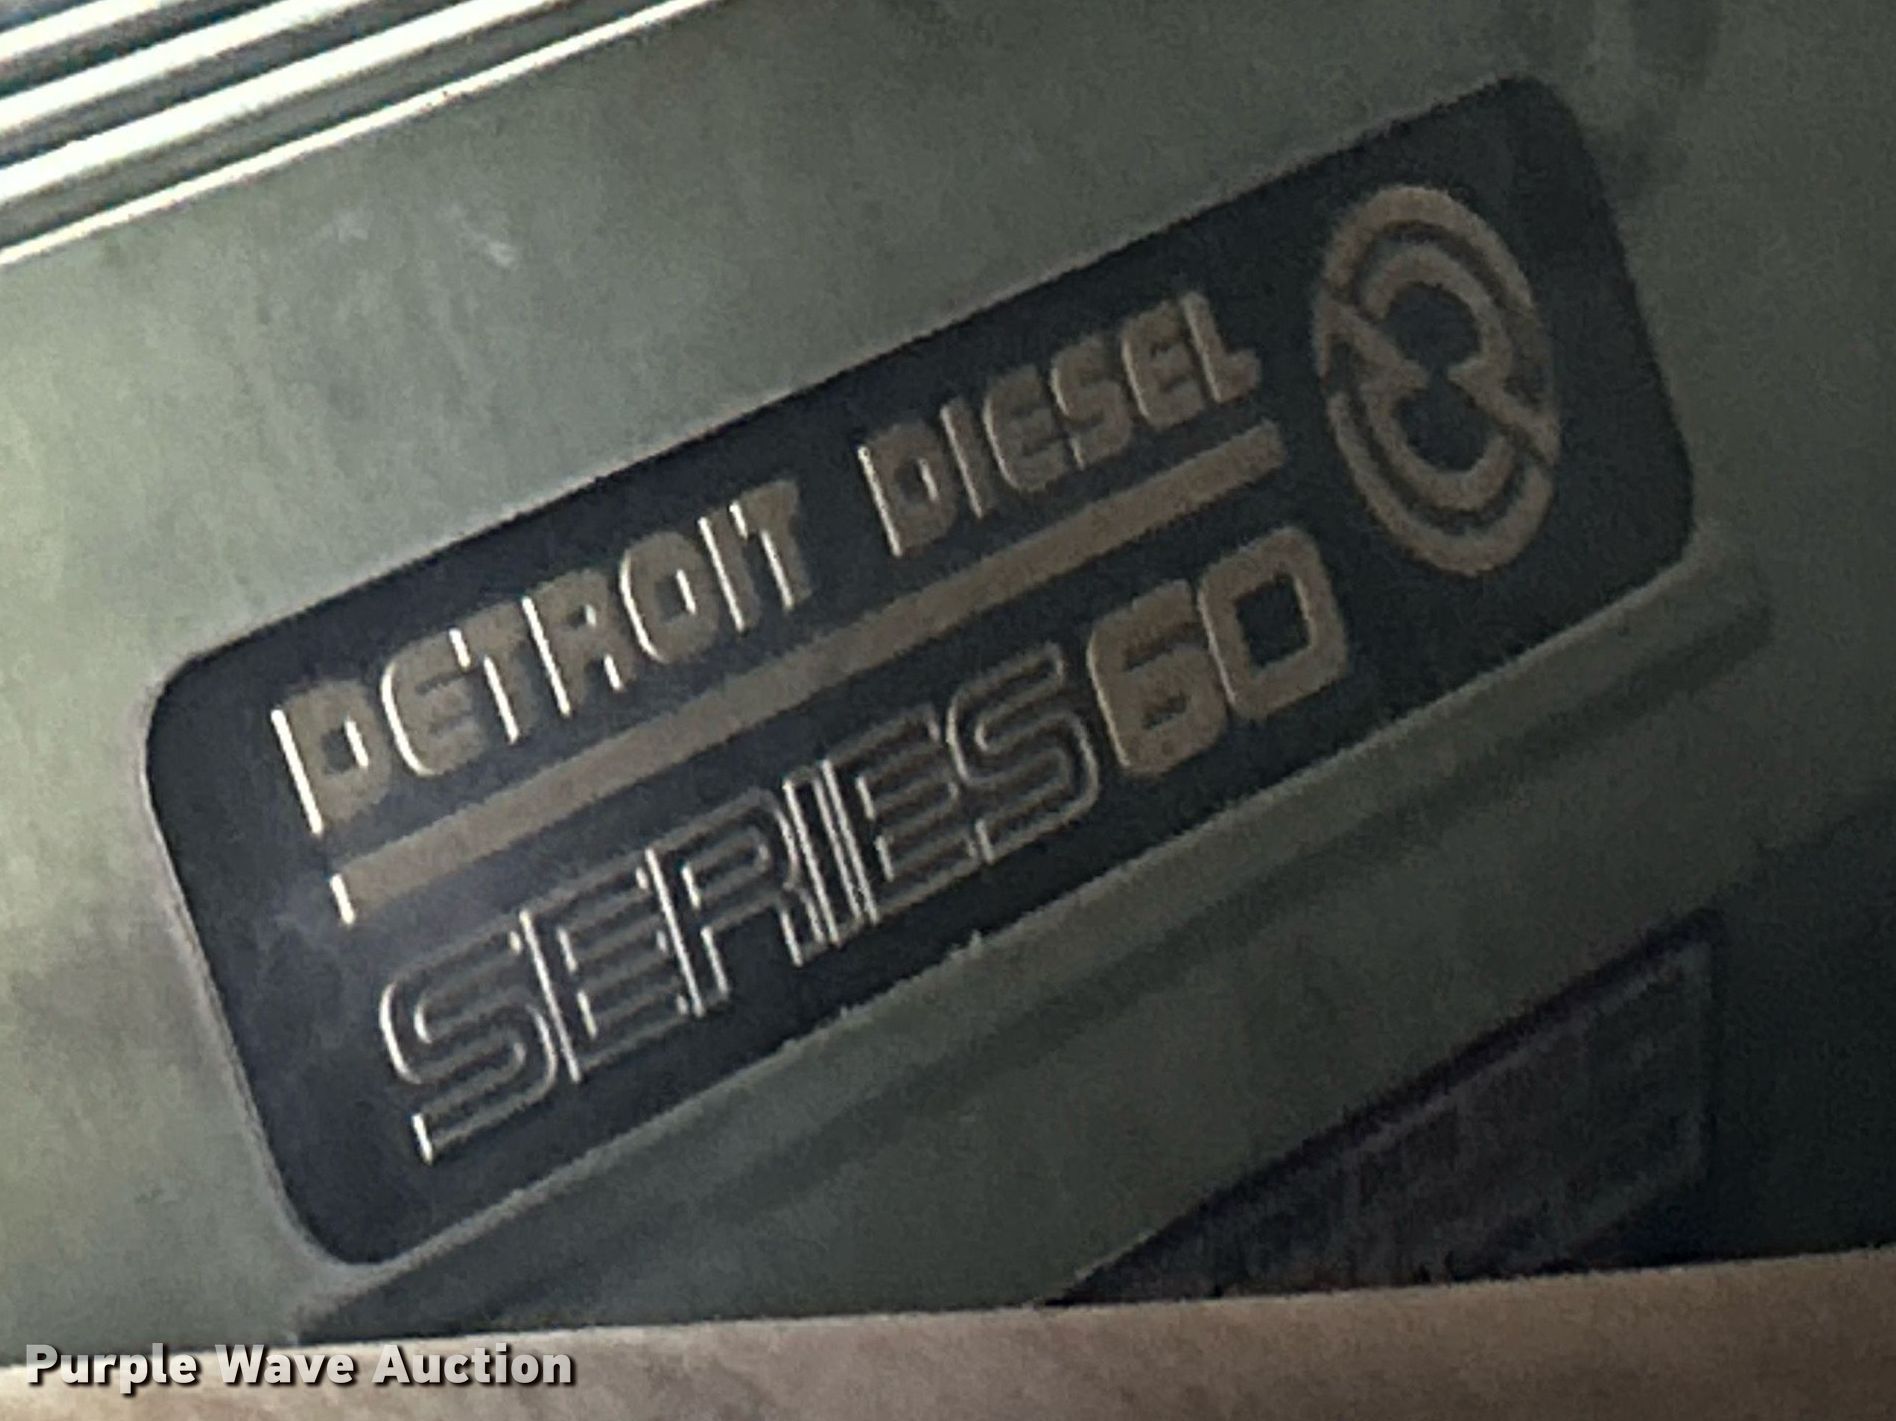 DETROIT DIESEL
SERIES 60
Purple Wave Auction